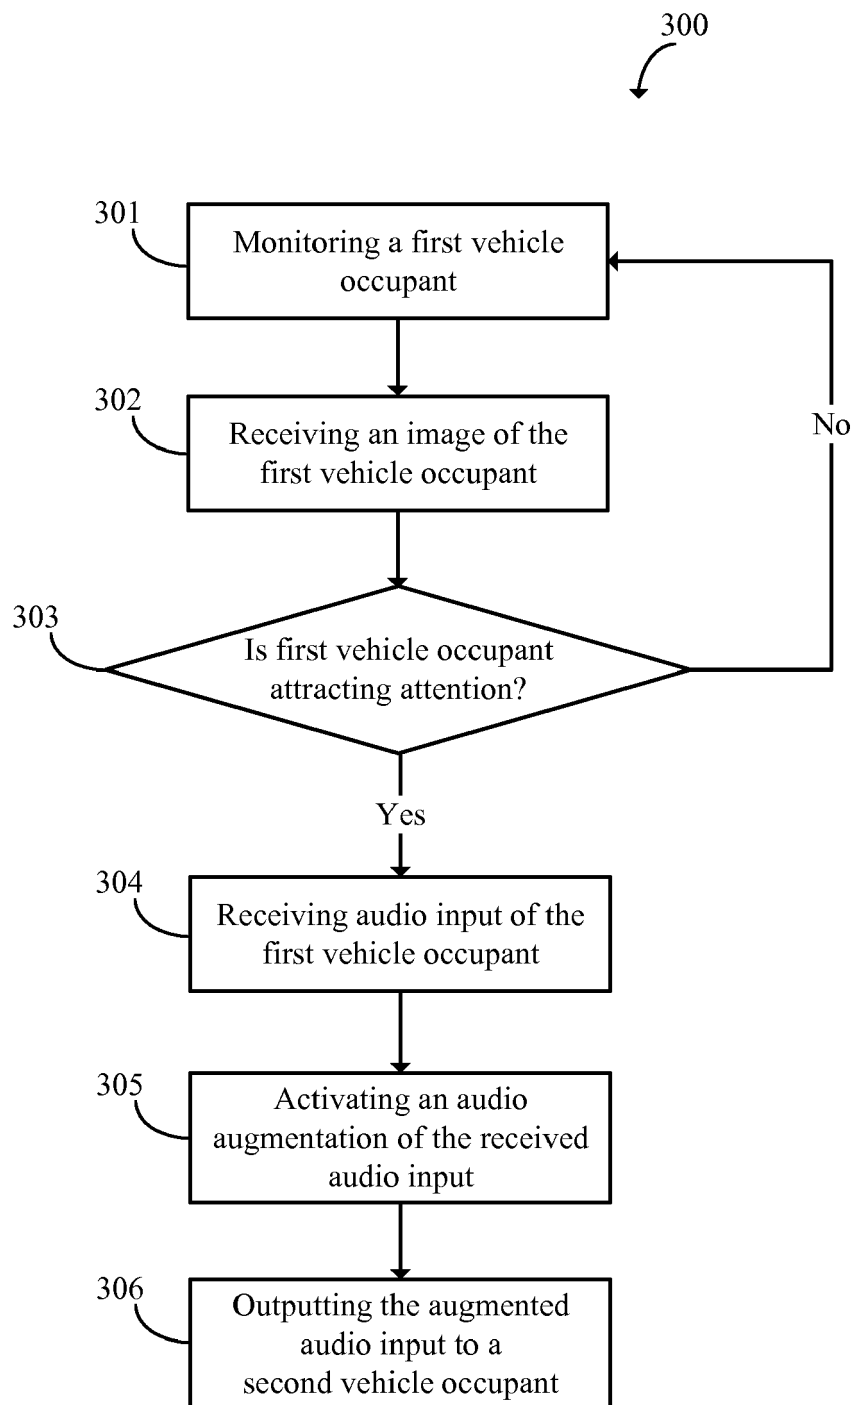 300
301
Monitoring a first vehicle
occupant
302
Receiving an image of the
first vehicle occupant
No
303
Is first vehicle occupant
attracting attention?
Yes
304
Receiving audio input of the
first vehicle occupant
305
Activating an audio
augmentation of the received
audio input
306
Outputting the augmented
audio input to a
second vehicle occupant